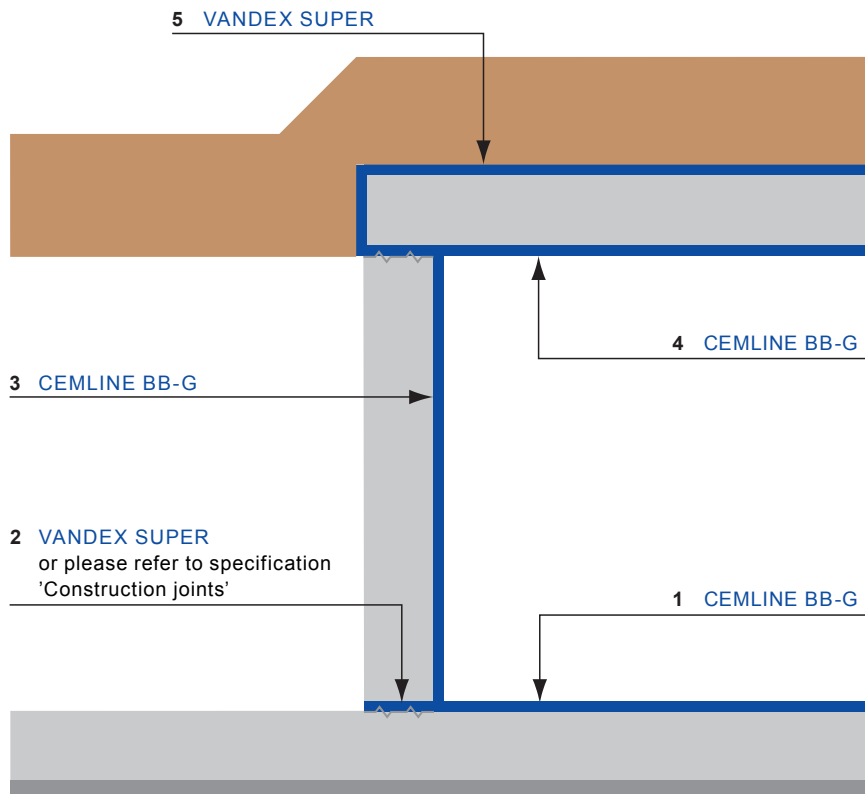 5 VANDEX SUPER
4 CEMLINE BB-G
3 CEMLINE BB-G
2 VANDEX SUPER
or please refer to specification
’Construction joints’
1 CEMLINE BB-G